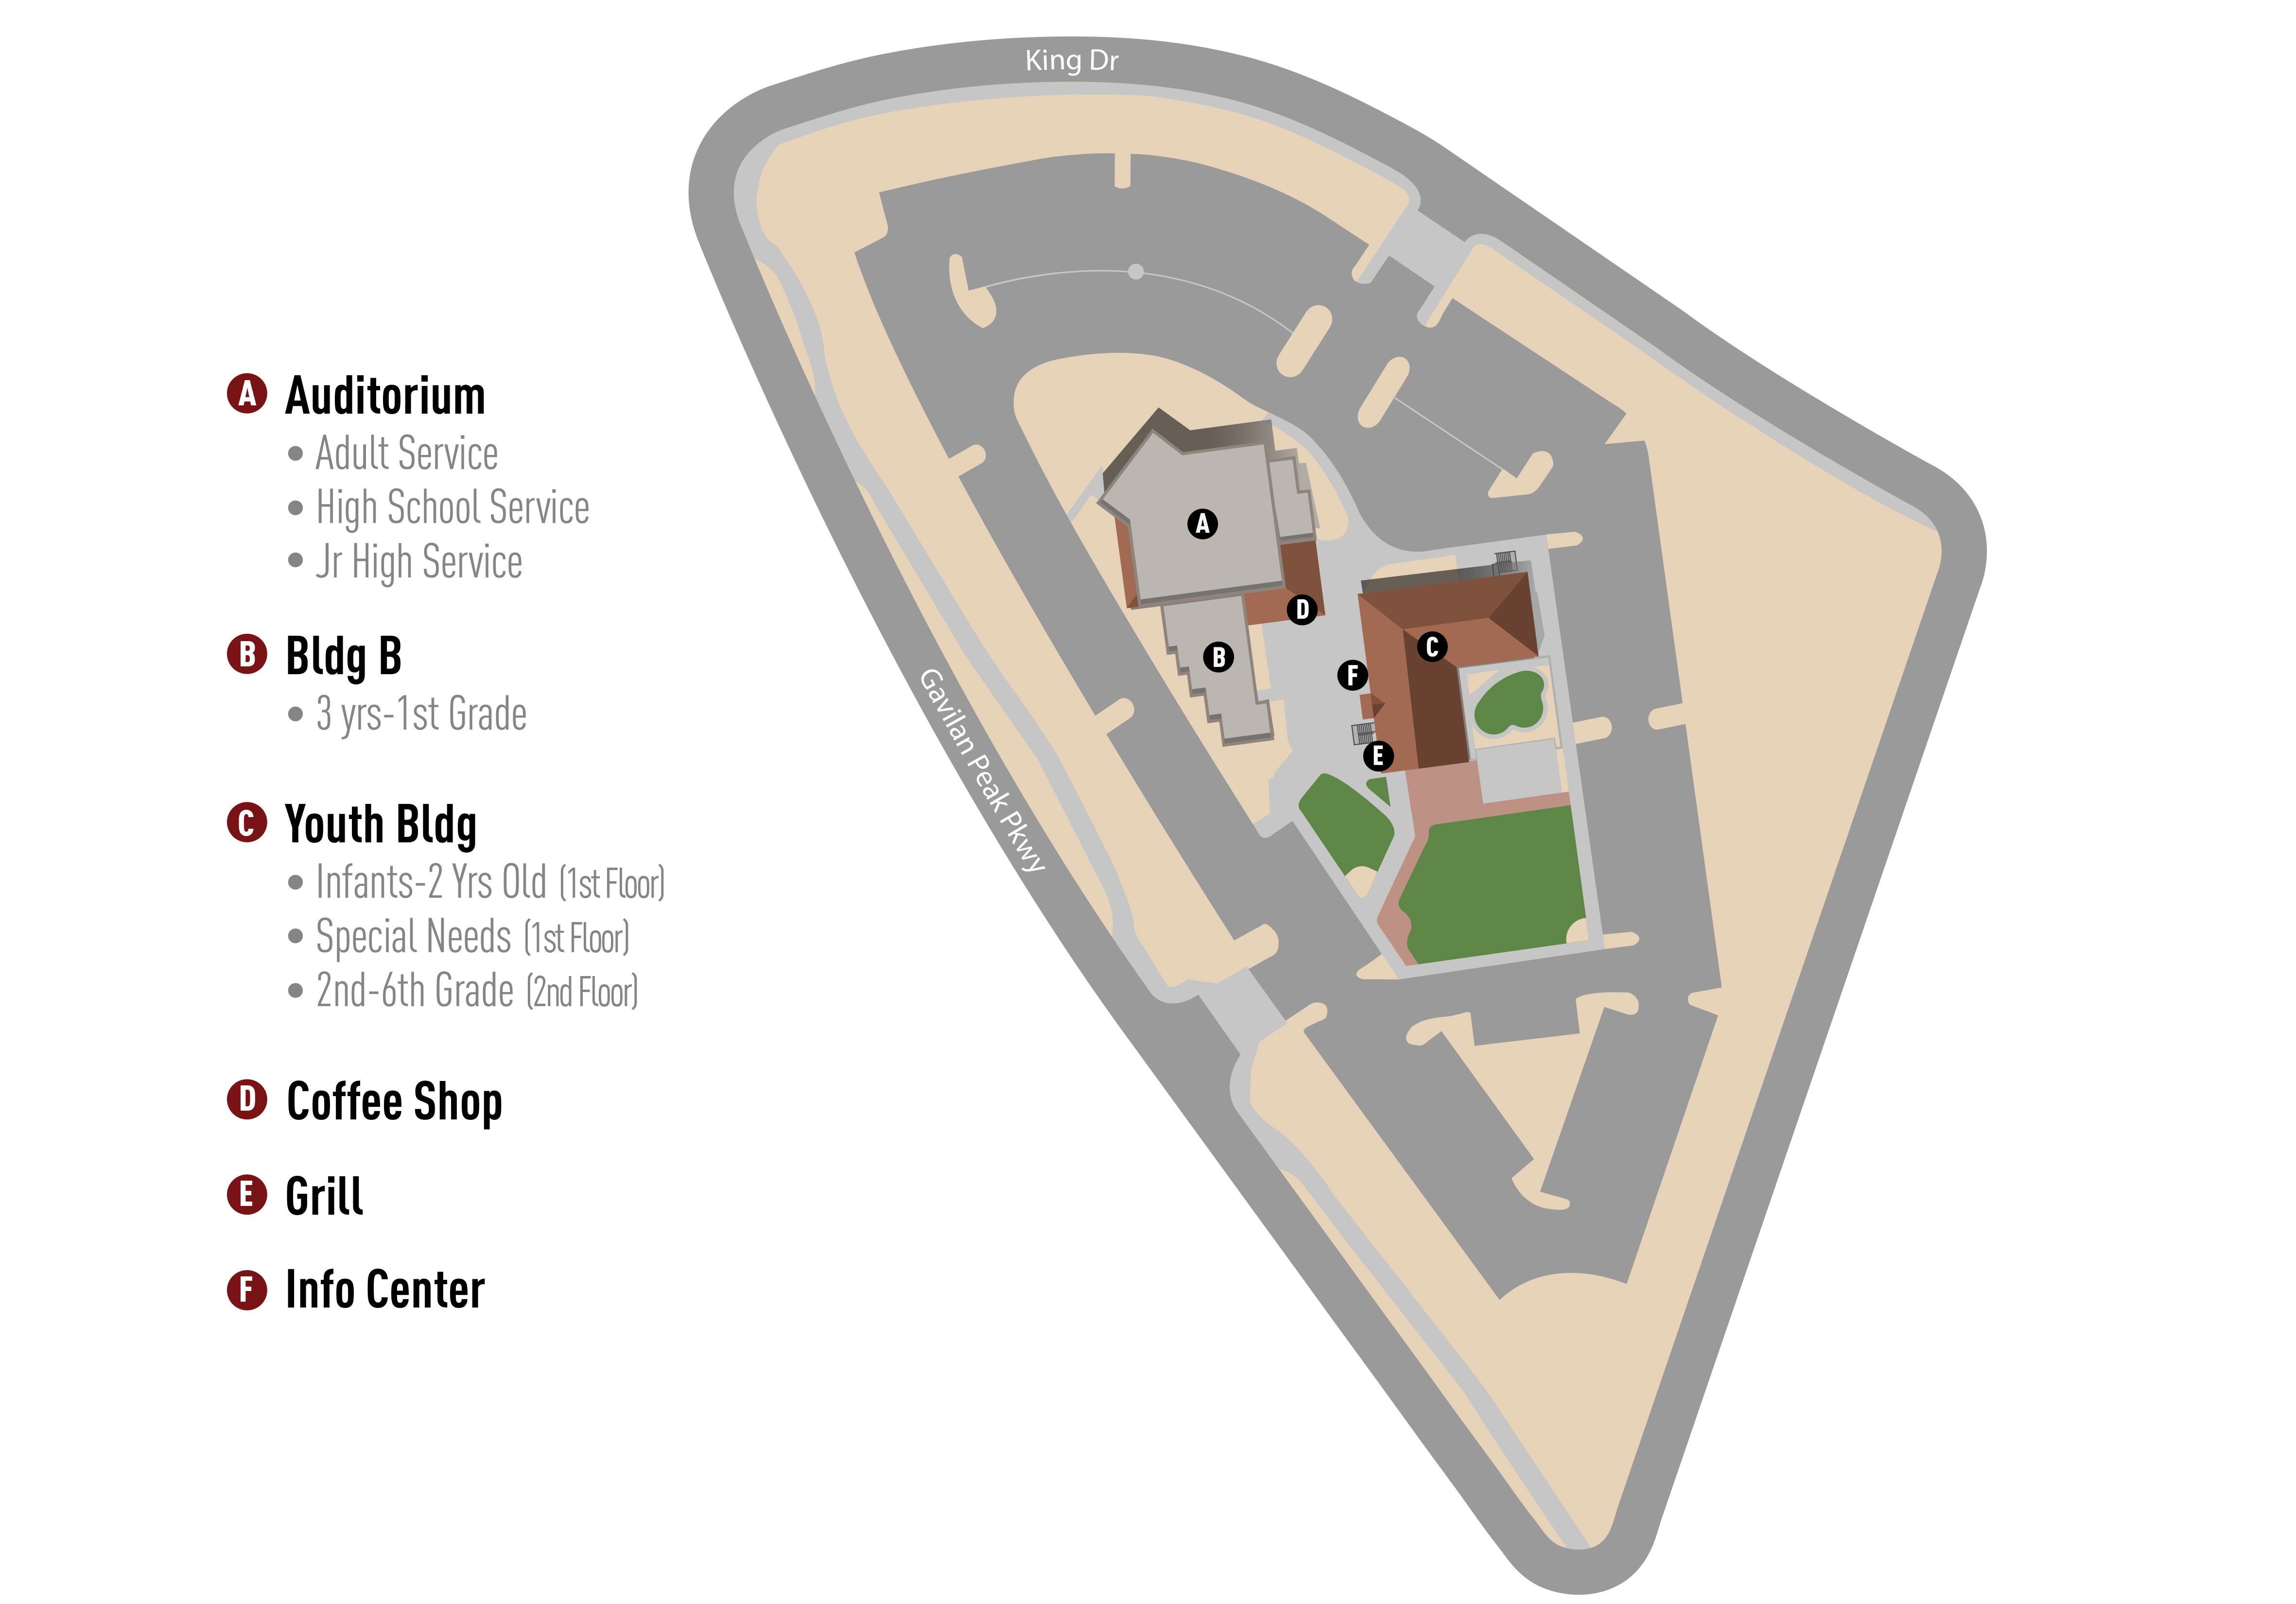 King Dr
A Auditorium
• Adult Service
• High School Service
• Jr High Service
B Bldg B
• 3 yrs-1st Grade
C Youth Bldg
• Infants-2 Yrs Old (1st Floor)
• Special Needs (1st Floor)
• 2nd-6th Grade (2nd Floor)
D Coffee Shop
E Grill
F Info Center
A
D
B
C
F
E
Gavilan Peak Pkwy